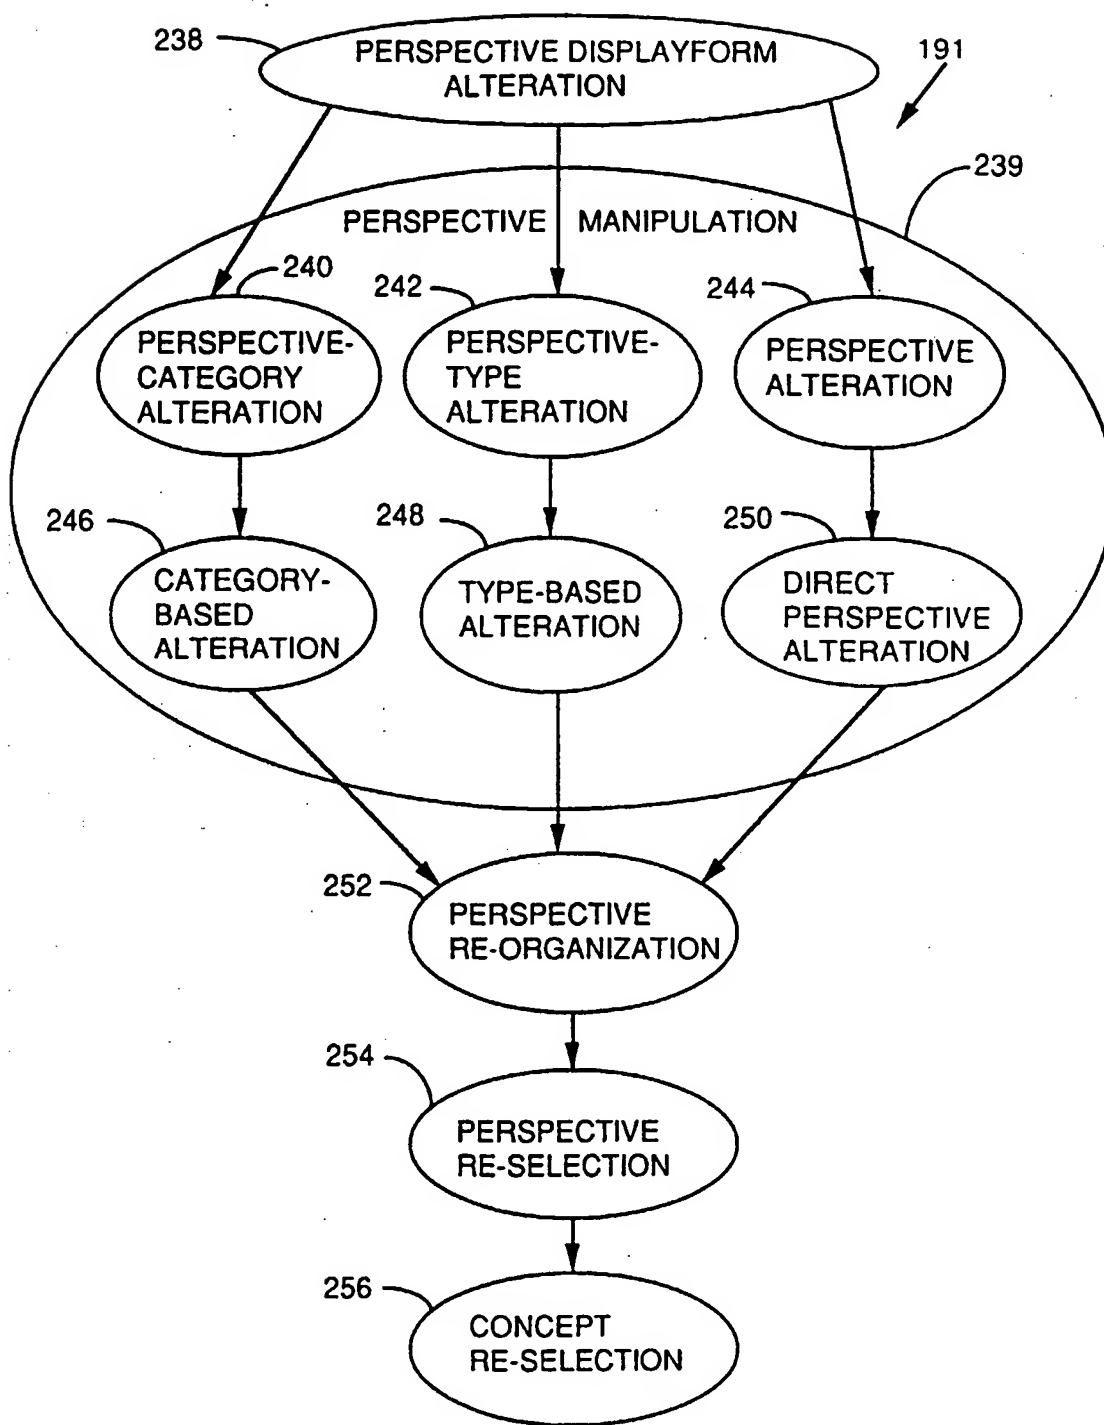 238
PERSPECTIVE DISPLAYFORM
ALTERATION
191
239
PERSPECTIVE MANIPULATION
240
PERSPECTIVE-
CATEGORY
ALTERATION
242
PERSPECTIVE-
TYPE
ALTERATION
244
PERSPECTIVE
ALTERATION
246
CATEGORY-
BASED
ALTERATION
248
TYPE-BASED
ALTERATION
250
DIRECT
PERSPECTIVE
ALTERATION
252
PERSPECTIVE
RE-ORGANIZATION
254
PERSPECTIVE
RE-SELECTION
256
CONCEPT
RE-SELECTION